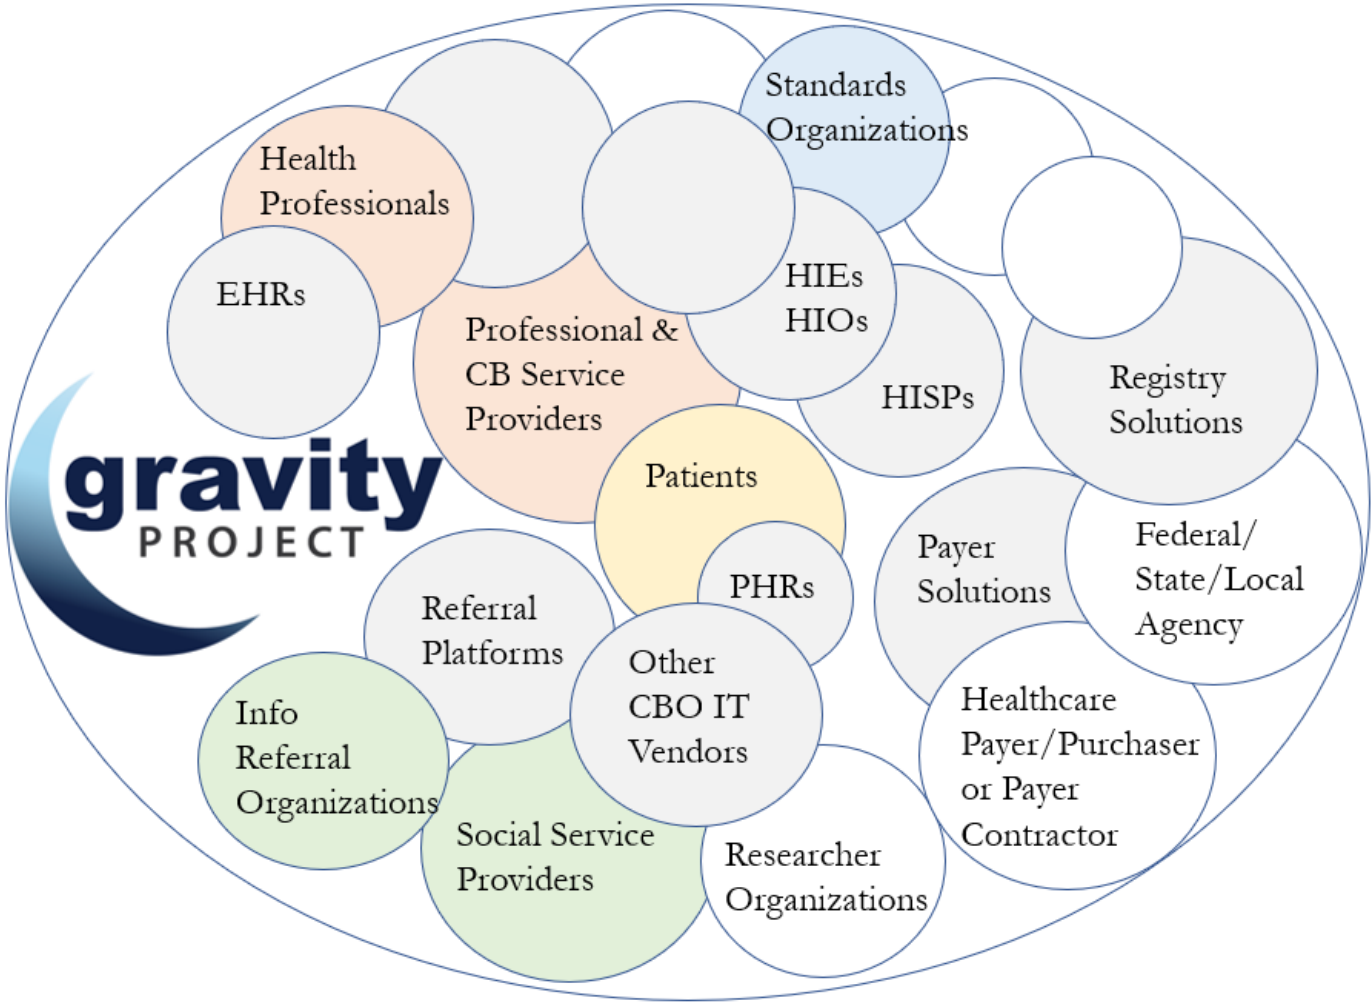 Standards
Organizations
Health
Professionals
EHRs
HIEs
HIOs
Professional &
CB Service
Providers
HISPs
Registry
Solutions
gravity
PROJECT
Patients
PHRs
Payer
Solutions
Federal/
State/Local
Agency
Referral
Platforms
Other
CBO IT
Vendors
Info
Referral
Organizations
Healthcare
Payer/Purchaser
or Payer
Contractor
Social Service
Providers
Researcher
Organizations